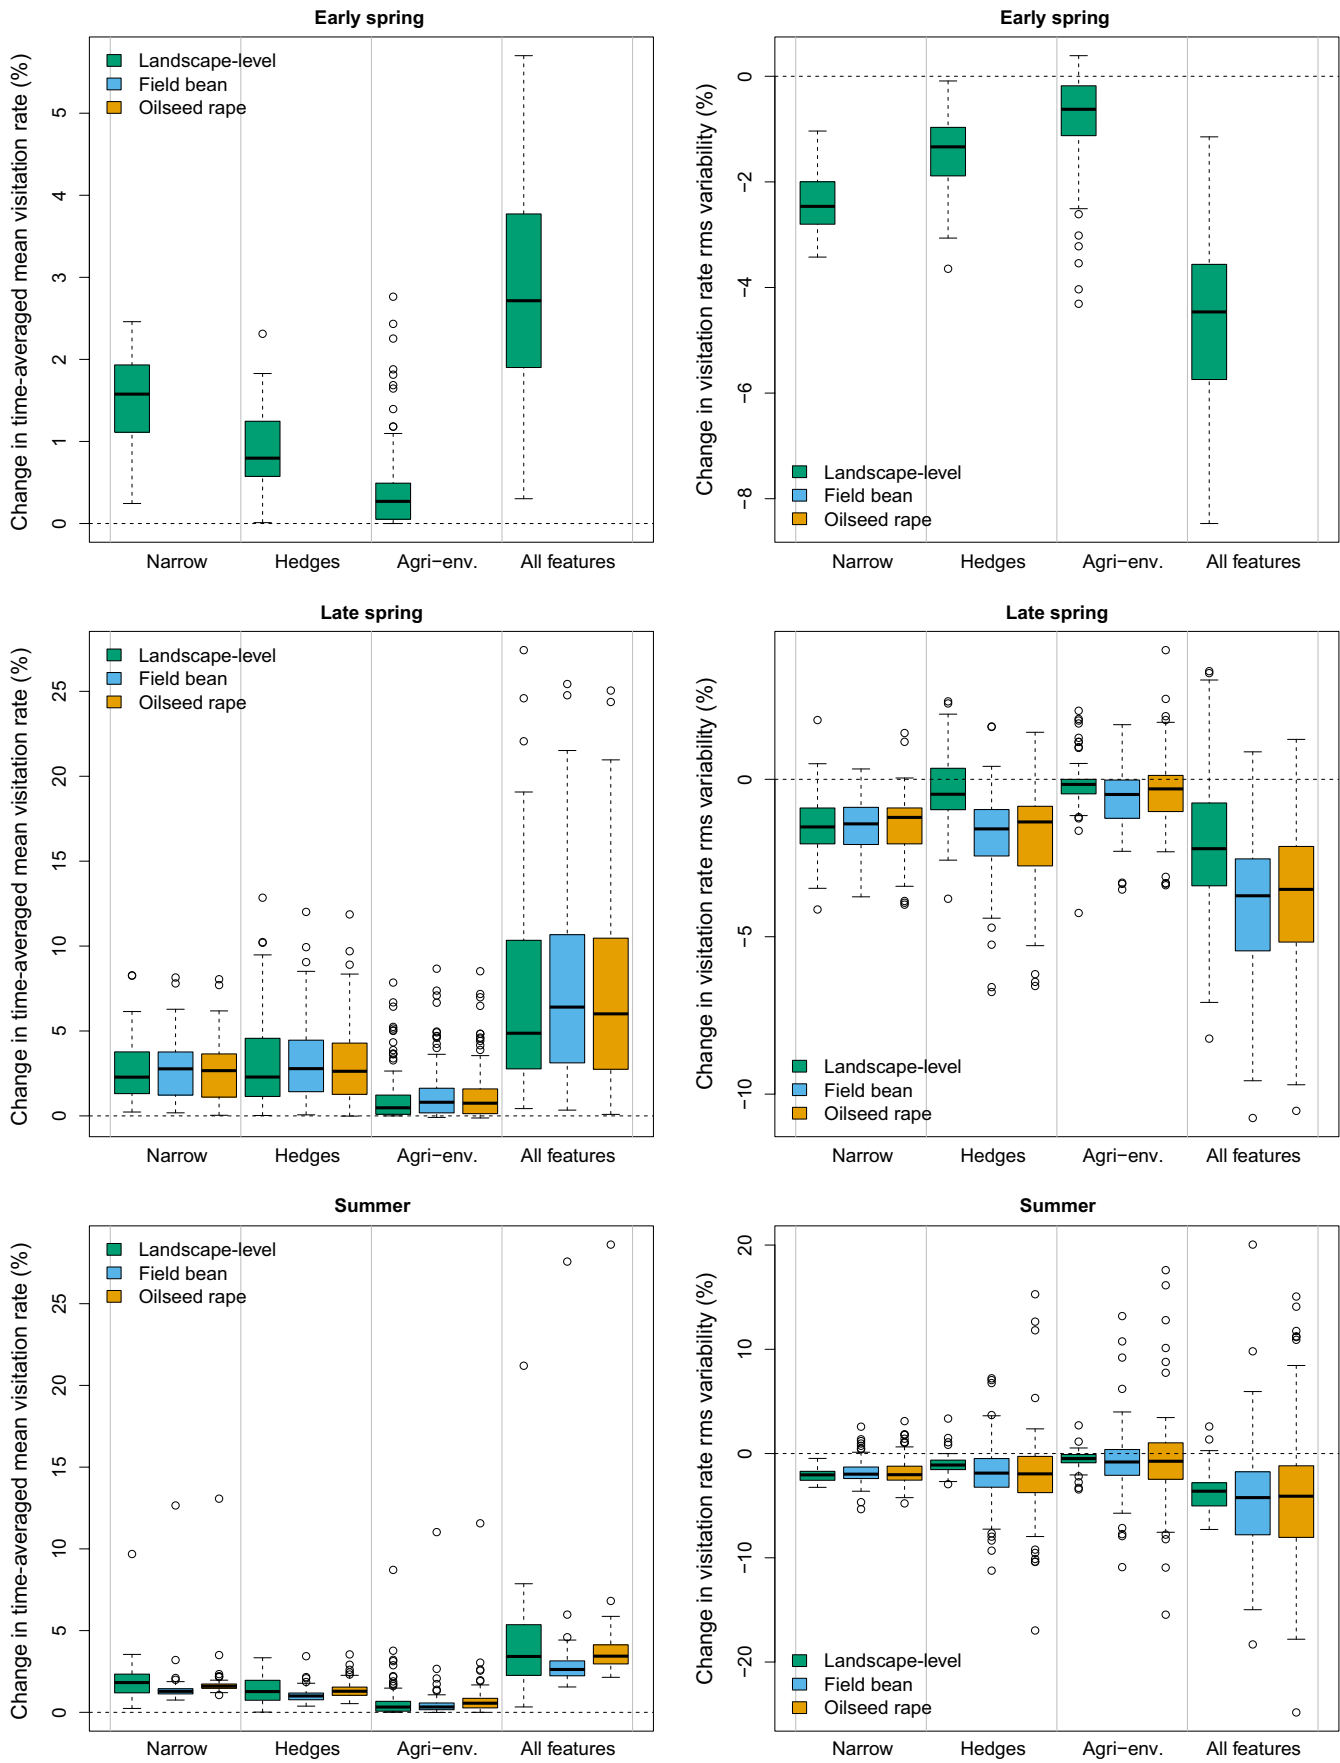 Early spring
Change in time-averaged mean visitation rate (%)
0 1 2 3 4 5
Landscape-level
Field bean
Oilseed rape
Narrow Hedges Agri−env. All features
Early spring
Change in visitation rate rms variability (%)
−8 −6 −4 −2 0
Landscape-level
Field bean
Oilseed rape
Narrow Hedges Agri−env. All features
Late spring
Change in time-averaged mean visitation rate (%)
0 5 10 15 20 25
Landscape-level
Field bean
Oilseed rape
Narrow Hedges Agri−env. All features
Late spring
Change in visitation rate rms variability (%)
−10 −5 0
Landscape-level
Field bean
Oilseed rape
Narrow Hedges Agri−env. All features
Summer
Change in time-averaged mean visitation rate (%)
0 5 10 15 20 25
Landscape-level
Field bean
Oilseed rape
Narrow Hedges Agri−env. All features
Summer
Change in visitation rate rms variability (%)
−20 −10 0 10 20
Landscape-level
Field bean
Oilseed rape
Narrow Hedges Agri−env. All features